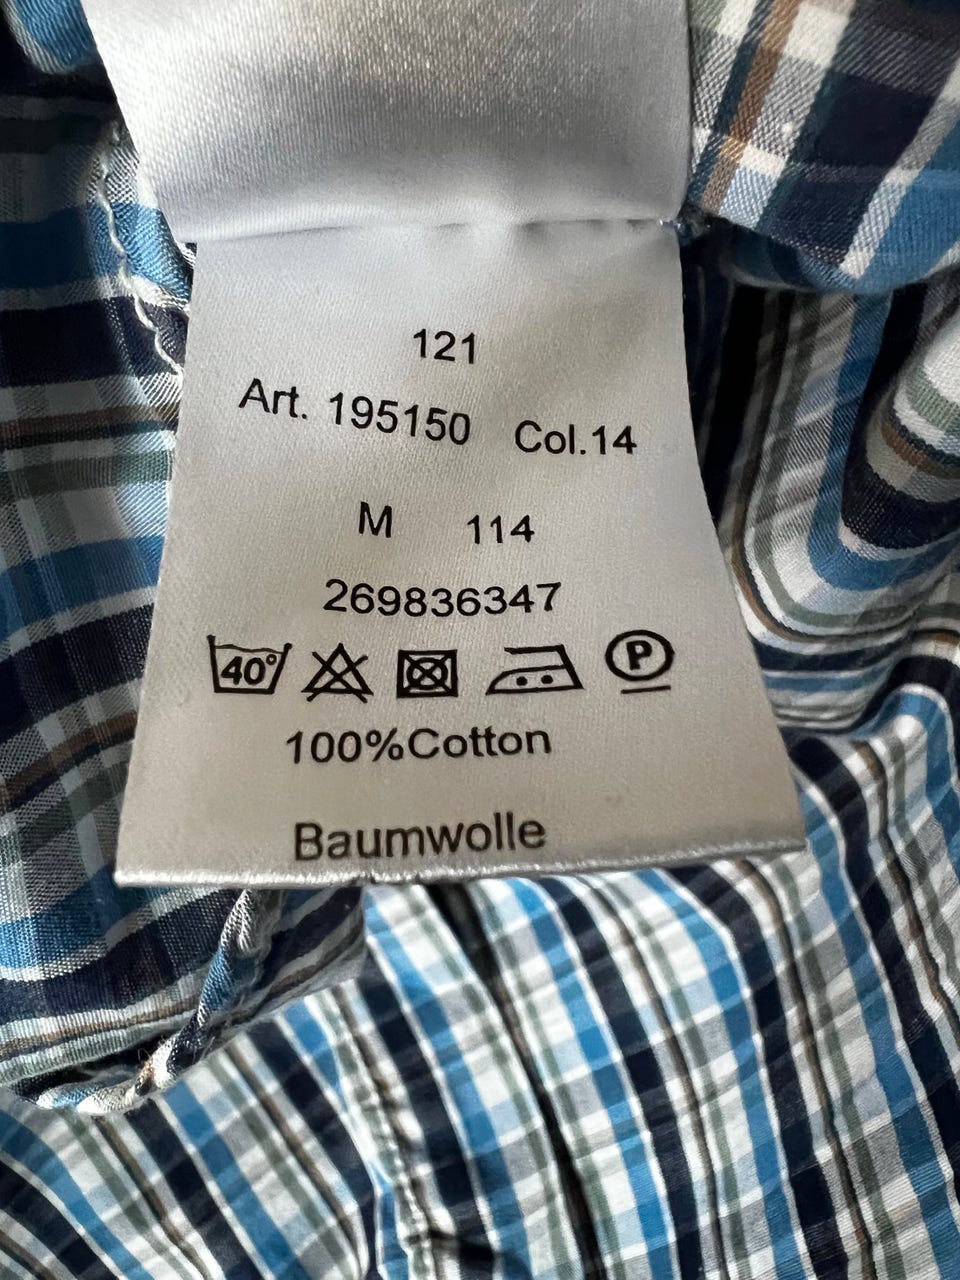 121
Art. 195150 Col.14
M 114
269836347
40° P
100%Cotton
Baumwolle